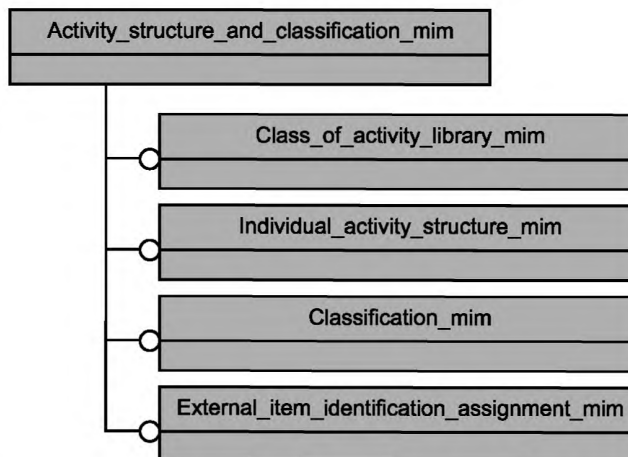 Activity_structure_and_classification_mim
Class_of_activity_library_mim
Individual_activity_structure_mim
Classification_mim
External_item_identification_assignment_mim